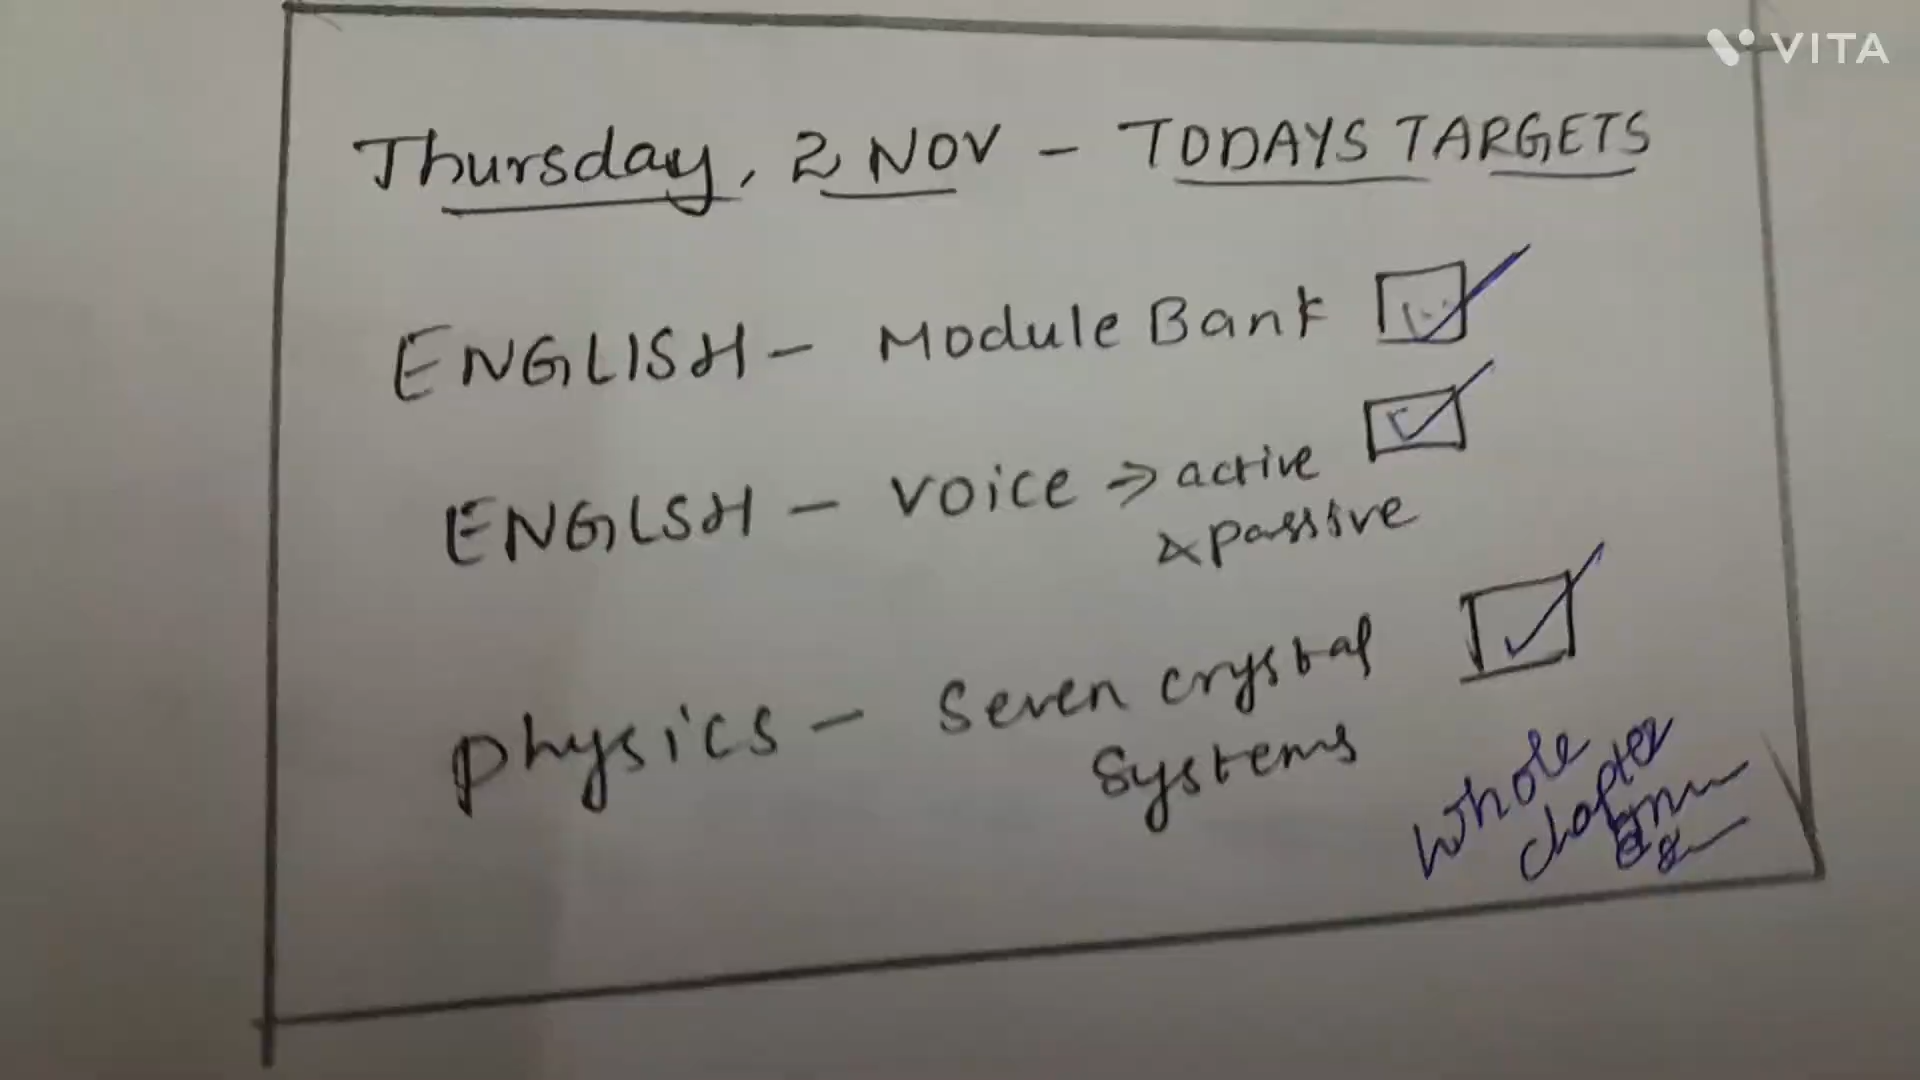 VITA
Thursday, 2 NOV - TODAYS TARGETS
ENGLISH - Module Bank
ENGLSH - voice → active
& passive
Physics - Seven crystal
Systems
whole
chapter